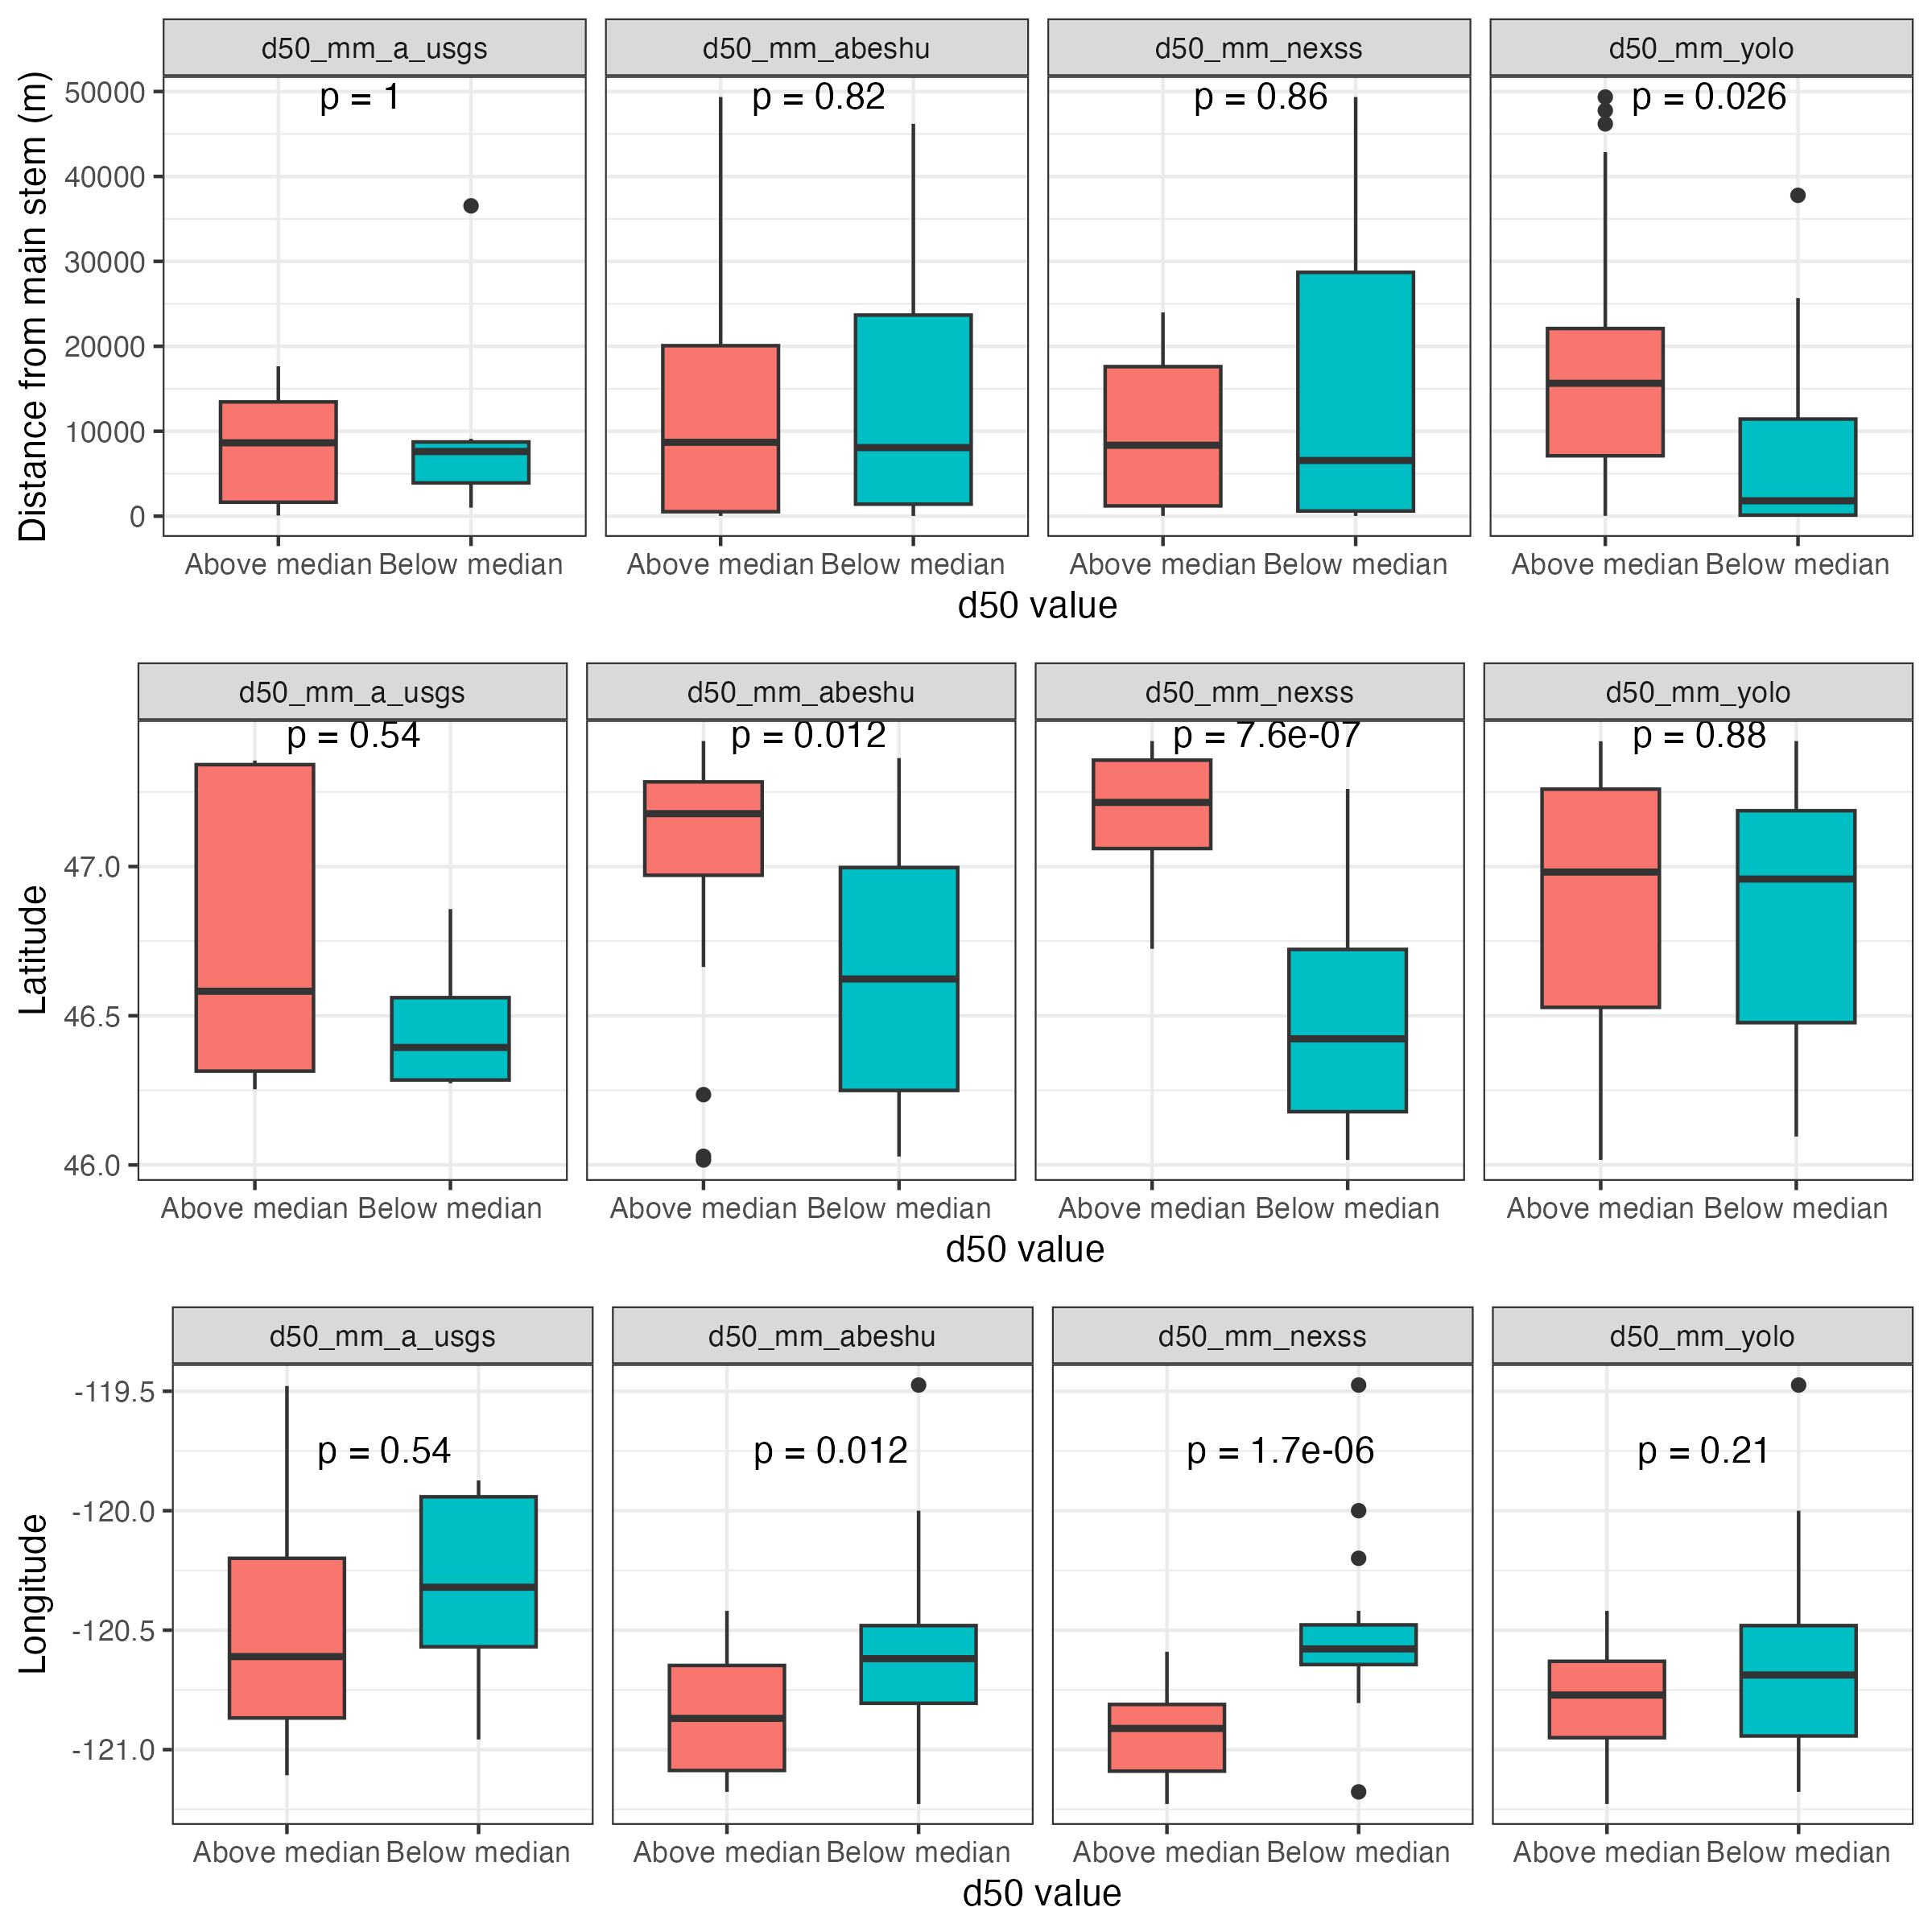 d50_mm_a_usgs d50_mm_abeshu d50_mm_nexss d50_mm_yolo
p = 1 p = 0.82 p = 0.86 p = 0.026
Distance from main stem (m)
50000
40000
30000
20000
10000
0
Above median Below median Above median Below median Above median Below median Above median Below median
d50 value
d50_mm_a_usgs d50_mm_abeshu d50_mm_nexss d50_mm_yolo
p = 0.54 p = 0.012 p = 7.6e-07 p = 0.88
Latitude
47.0
46.5
46.0
Above median Below median Above median Below median Above median Below median Above median Below median
d50 value
d50_mm_a_usgs d50_mm_abeshu d50_mm_nexss d50_mm_yolo
p = 0.54 p = 0.012 p = 1.7e-06 p = 0.21
Longitude
-119.5
-120.0
-120.5
-121.0
Above median Below median Above median Below median Above median Below median Above median Below median
d50 value